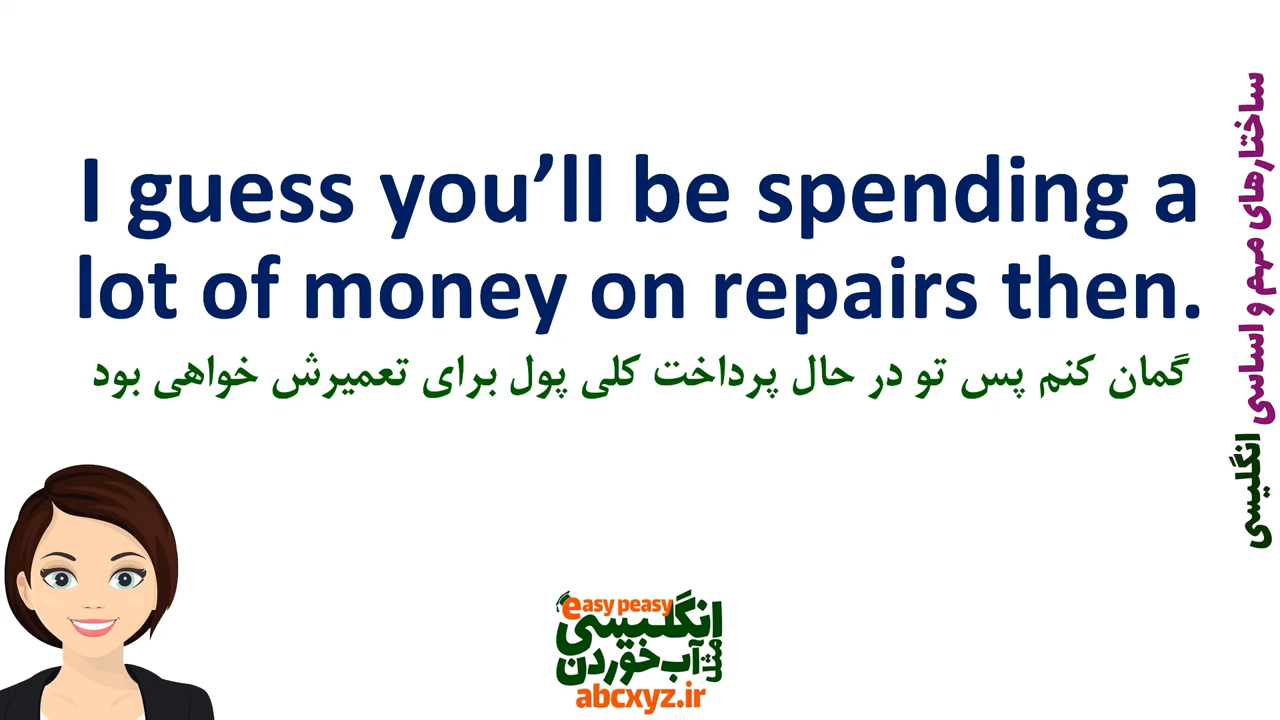 I guess you’ll be spending a
lot of money on repairs then.
گمان کنم پس تو در حال پرداخت کلی پول برای تعمیرش خواهی بود
ساختارهای مهم و اساسی انگلیسی
easy peasy
انگلیسی
مثل آب خوردن
abcxyz.ir